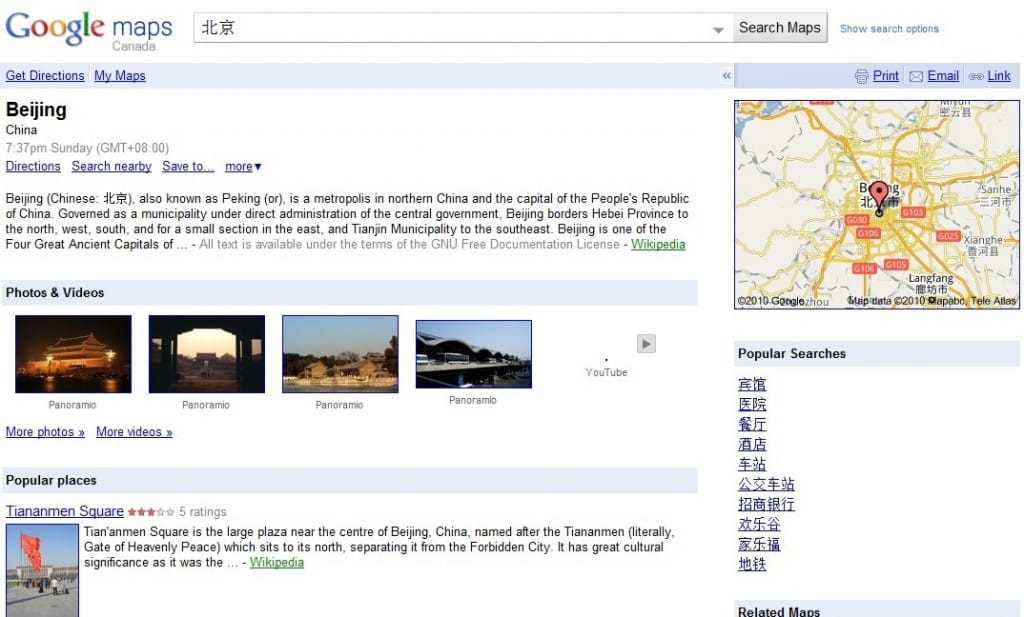 Google maps
Canada
北京
Search Maps
Show search options
Get Directions My Maps
«
Print Email Link
Beijing
China
7:37pm Sunday (GMT+08:00)
Directions Search nearby Save to... more▼
Beijing (Chinese: 北京), also known as Peking (or), is a metropolis in northern China and the capital of the People's Republic
of China. Governed as a municipality under direct administration of the central government, Beijing borders Hebei Province to
the north, west, south, and for a small section in the east, and Tianjin Municipality to the southeast. Beijing is one of the
Four Great Ancient Capitals of ... - All text is available under the terms of the GNU Free Documentation License - Wikipedia
Photos & Videos
Panoramio
Panoramio
Panoramio
Panoramio
YouTube
More photos » More videos »
Popular places
Tiananmen Square 5 ratings
Tian'anmen Square is the large plaza near the centre of Beijing, China, named after the Tiananmen (literally,
Gate of Heavenly Peace) which sits to its north, separating it from the Forbidden City. It has great cultural
significance as it was the ... - Wikipedia
Miyun
密云县
Beijing
北京市
Sanhe
三河市
G030
G103
G106
G025
Xianghe
香河县
G106
G105
Langfang
廊坊市
©2010 Google
Map data ©2010 Mapabc, Tele Atlas
Popular Searches
宾馆
医院
餐厅
酒店
车站
公交车站
招商银行
欢乐谷
家乐福
地铁
Related Maps